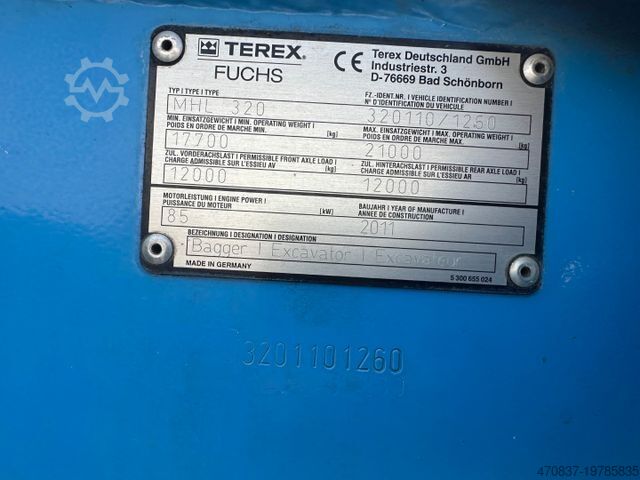 TEREX.
FUCHS
CE
Terex Deutschland GmbH
Industriestr. 3
D-76669 Bad Schönborn
TYP I TYPE I TYPE
MHL 320
FZ.-IDENT.NR. I VEHICLE IDENTIFICATION NUMBER I
N° D'IDENTIFICATION DU VEHICULE
320110/1260
MIN. EINSATZGEWICHT I MIN. OPERATING WEIGHT I
POIDS EN ORDRE DE MARCHE MIN. [kg]
17700
MAX. EINSATZGEWICHT I MAX. OPERATING WEIGHT I
POIDS EN ORDRE DE MARCHE MAX. [kg]
21000
ZUL. VORDERACHSLAST I PERMISSIBLE FRONT AXLE LOAD I
CHARGE ADMISSIBLE SUR L'ESSIEU AV [kg]
12000
ZUL. HINTERACHSLAST I PERMISSIBLE REAR AXLE LOAD I
CHARGE ADMISSIBLE SUR L'ESSIEU AR [kg]
12000
MOTORLEISTUNG I ENGINE POWER I
PUISSANCE DU MOTEUR [kW]
85
BAUJAHR I YEAR OF MANUFACTURE I
ANNEE DE CONSTRUCTION
2011
BEZEICHNUNG I DESIGNATION I DESIGNATION
Bagger I Excavator I Excavateur
MADE IN GERMANY
5 300 655 024
3201101260
470837-19785835